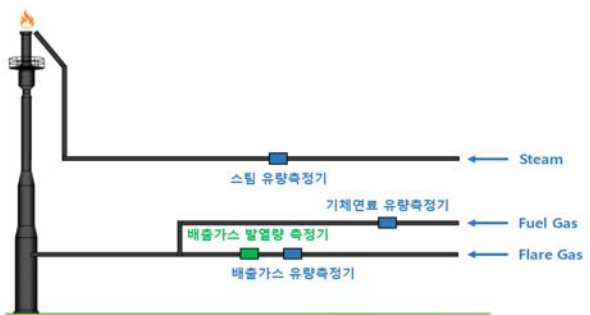 Steam
스팀 유량측정기
기체연료 유량측정기
Fuel Gas
배출가스 발열량 측정기
Flare Gas
배출가스 유량측정기